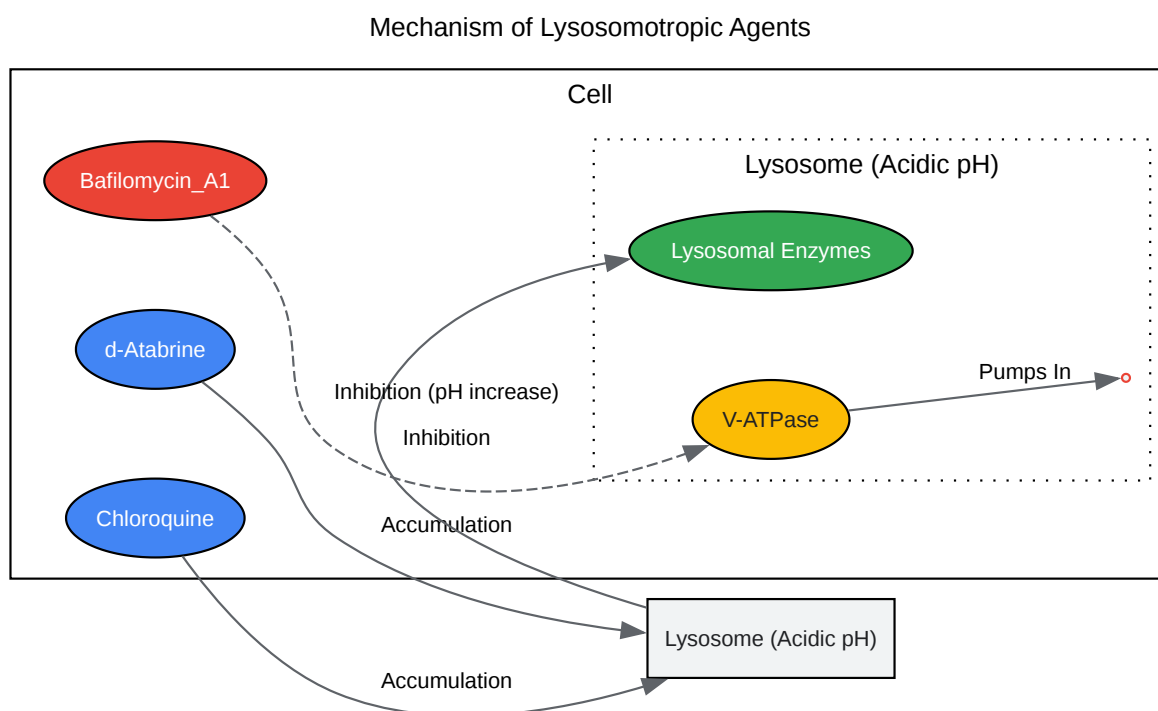 Mechanism of Lysosomotropic Agents
Cell
Bafilomycin_A1
Lysosome (Acidic pH)
Lysosomal Enzymes
d-Atabrine
Pumps In
Inhibition (pH increase)
V-ATPase
Inhibition
Chloroquine
Accumulation
Lysosome (Acidic pH)
Accumulation